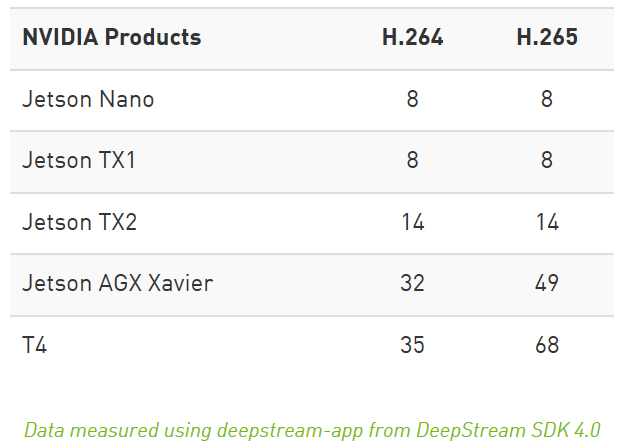 NVIDIA Products H.264 H.265
Jetson Nano 8 8
Jetson TX1 8 8
Jetson TX2 14 14
Jetson AGX Xavier 32 49
T4 35 68
Data measured using deepstream-app from DeepStream SDK 4.0